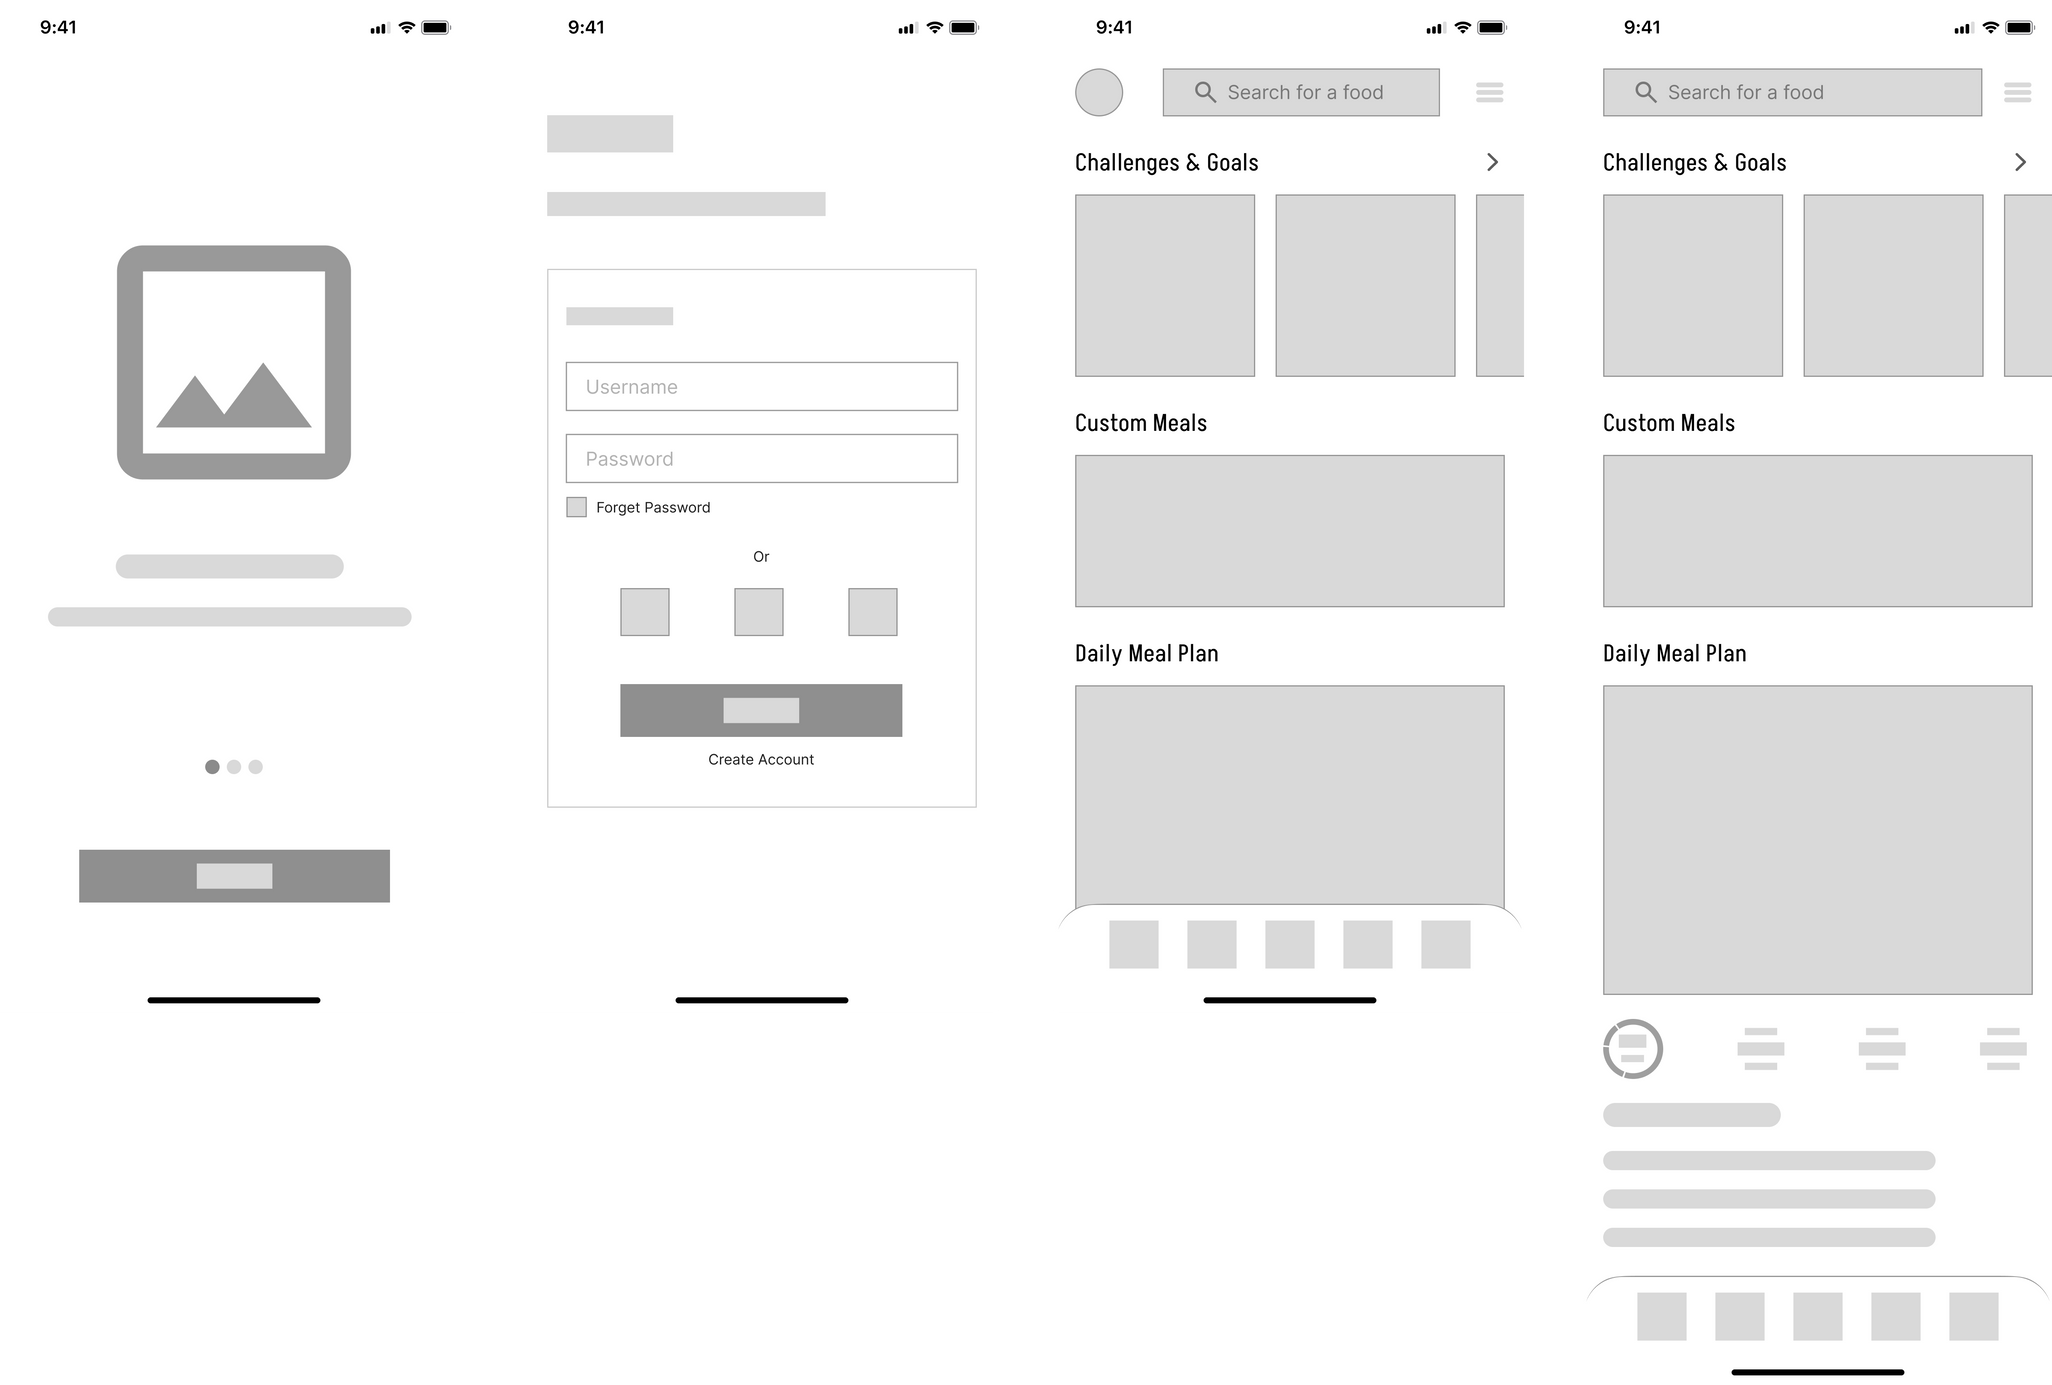 9:41
9:41
Username
Password
Forget Password
Or
Create Account
9:41
Search for a food
Challenges & Goals
Custom Meals
Daily Meal Plan
9:41
Search for a food
Challenges & Goals
Custom Meals
Daily Meal Plan